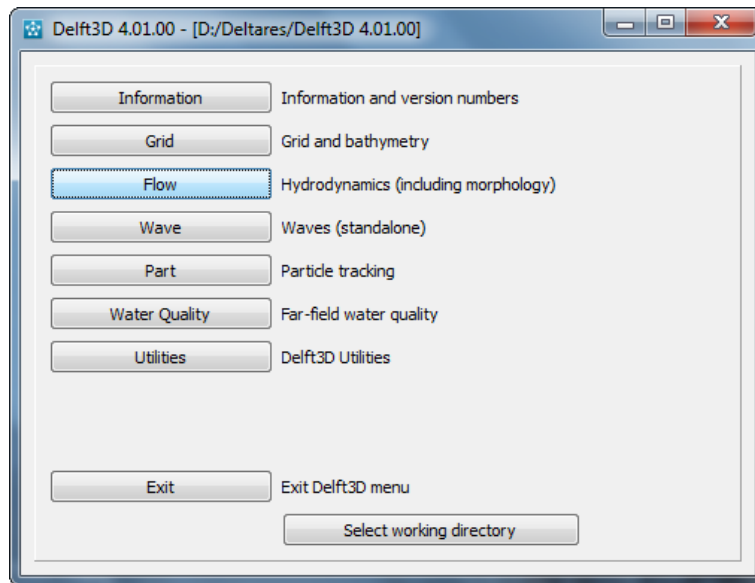 Delft3D 4.01.00 - [D:/Deltares/Delft3D 4.01.00]
Information Information and version numbers
Grid Grid and bathymetry
Flow Hydrodynamics (including morphology)
Wave Waves (standalone)
Part Particle tracking
Water Quality Far-field water quality
Utilities Delft3D Utilities
Exit Exit Delft3D menu
Select working directory